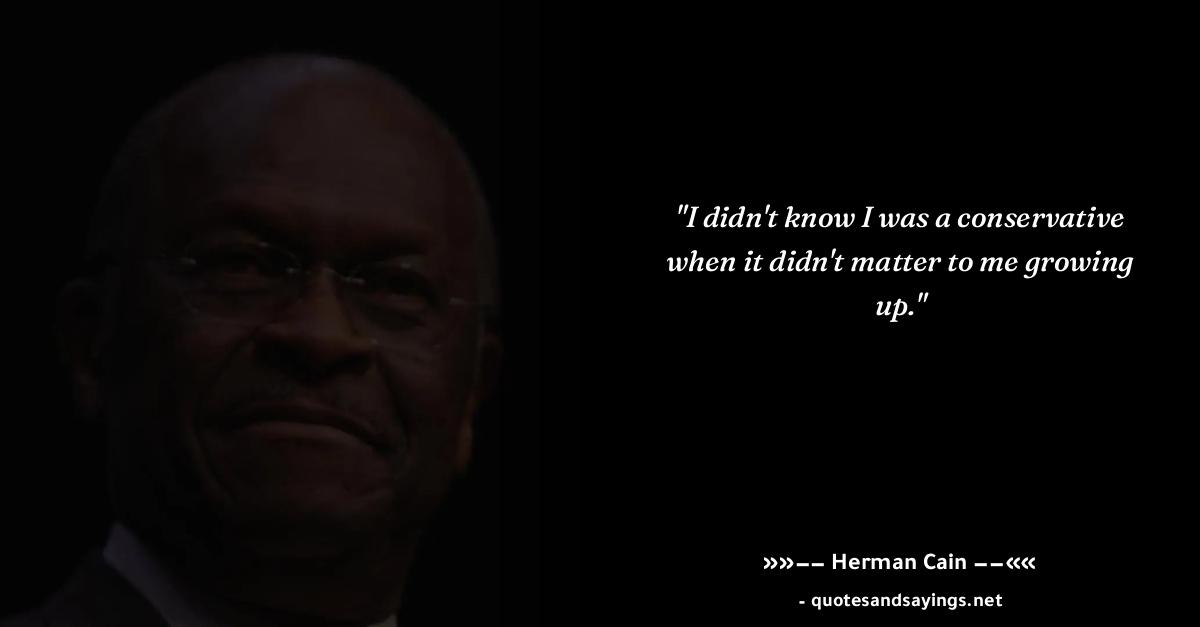 "I didn't know I was a conservative
when it didn't matter to me growing
up."
»»−− Herman Cain −−««
- quotesandsayings.net